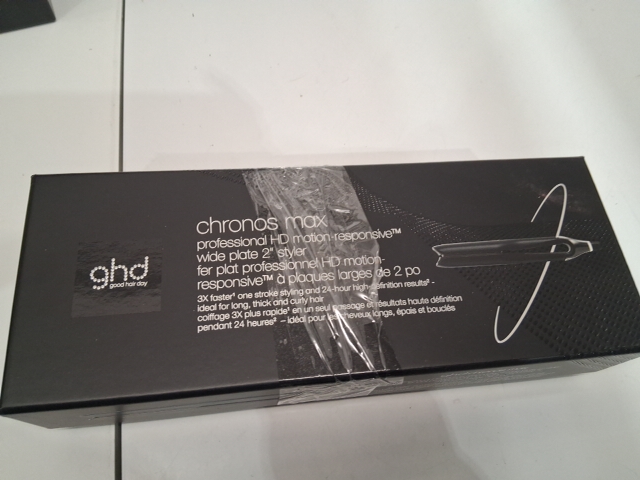 ghd
good hair day
chronos max
professional HD motion-responsive™
wide plate 2" styler
fer plat professionnel HD motion-
responsive™ à plaques larges de 2 po
3X faster¹ one stroke styling and 24-hour high-definition results² -
ideal for long, thick and curly hair
coiffage 3X plus rapide¹ en un seul passage et résultats haute définition
pendant 24 heures² – idéal pour les cheveux longs, épais et bouclés